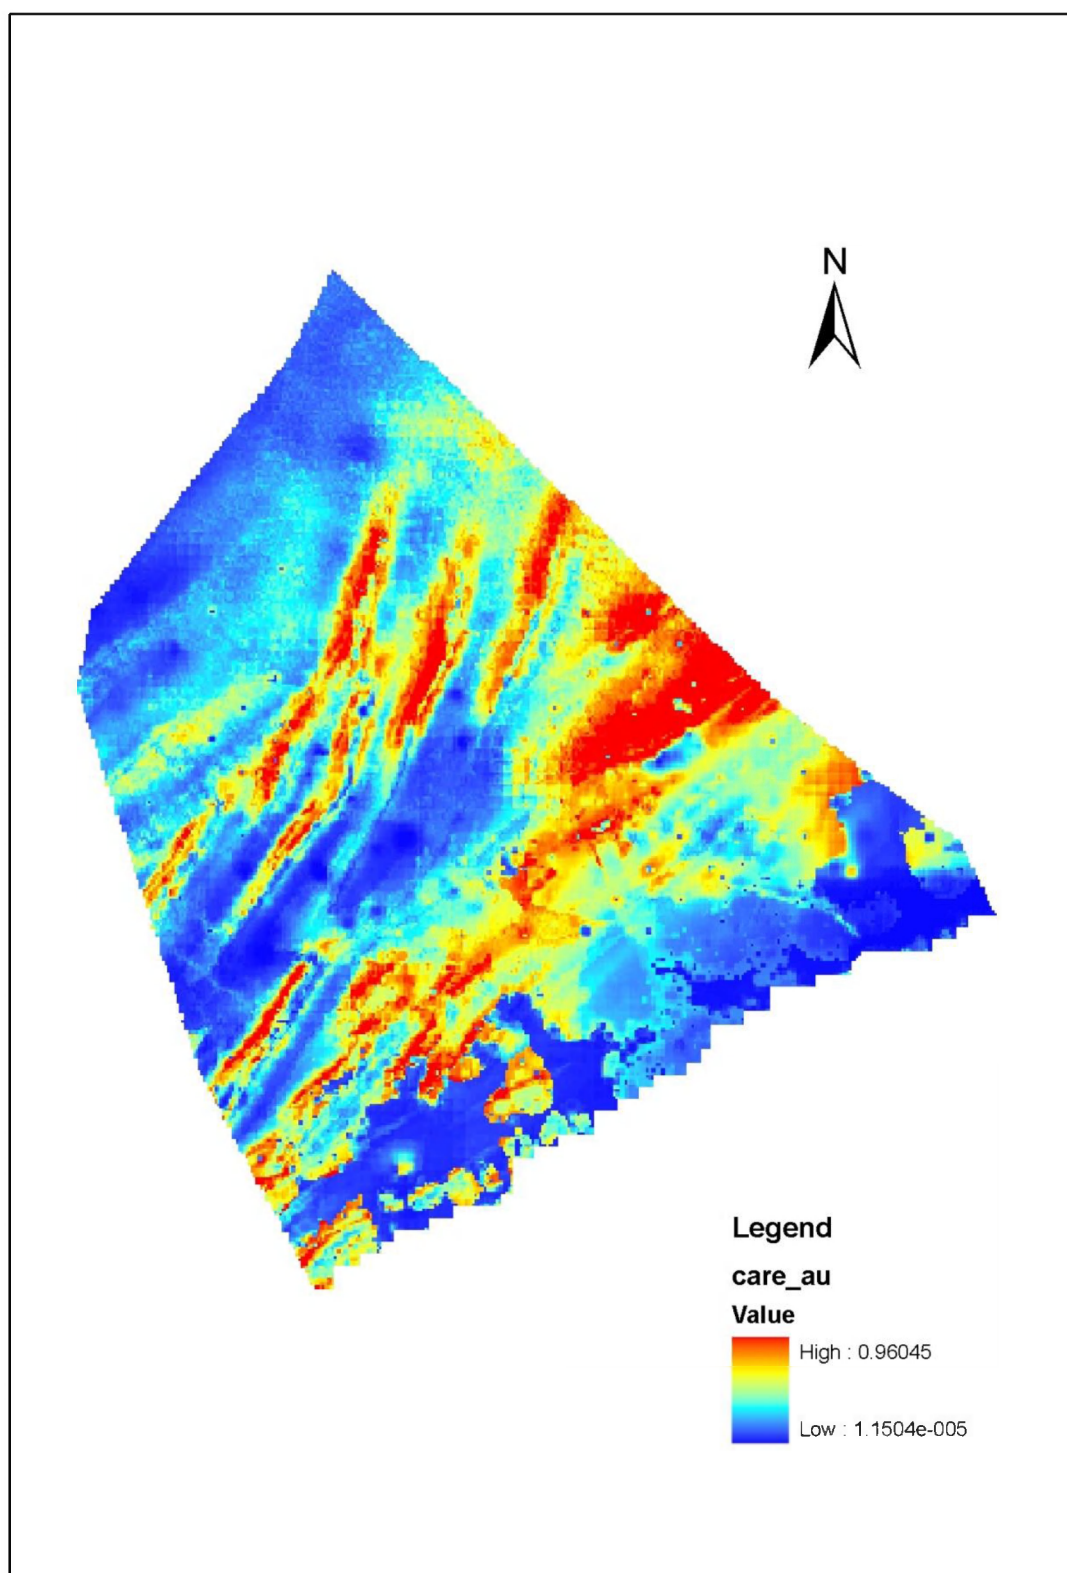 N
Legend
care_au
Value
High : 0.96045
Low : 1.1504e-005